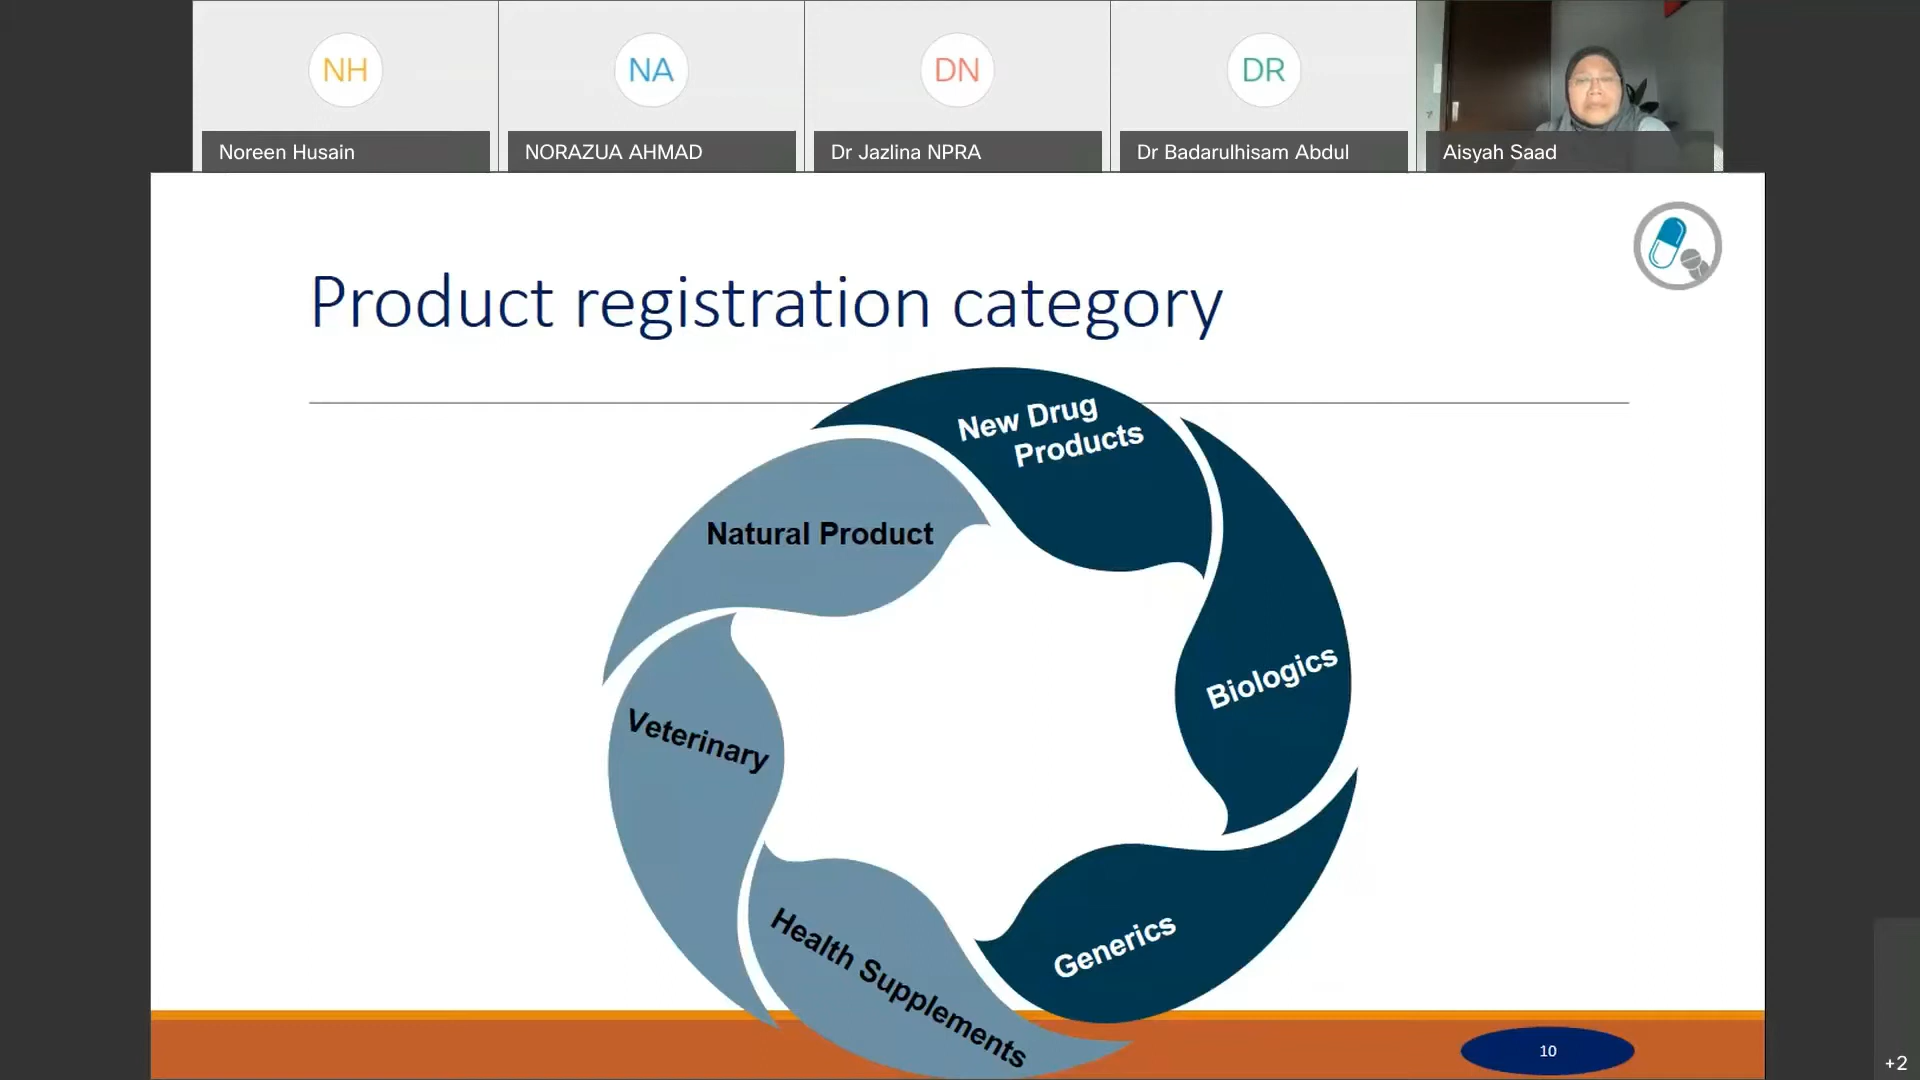 NH
NA
DN
DR
Noreen Husain
NORAZUA AHMAD
Dr Jazlina NPRA
Dr Badarulhisam Abdul
Aisyah Saad
Product registration category
New Drug
Products
Natural Product
Biologics
Veterinary
Generics
Health Supplements
10
+2